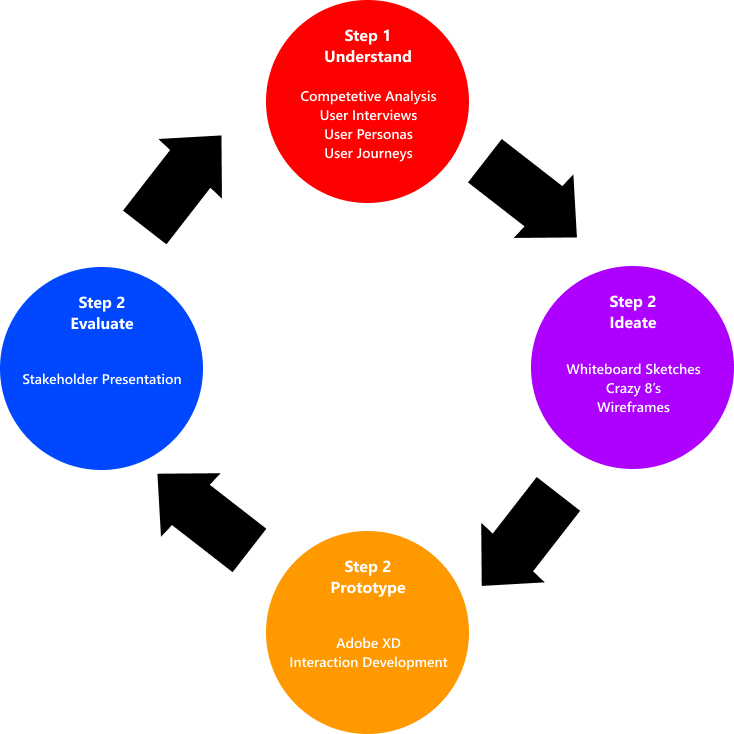 Step 1
Understand
Competetive Analysis
User Interviews
User Personas
User Journeys
Step 2
Ideate
Whiteboard Sketches
Crazy 8's
Wireframes
Step 2
Prototype
Adobe XD
Interaction Development
Step 2
Evaluate
Stakeholder Presentation